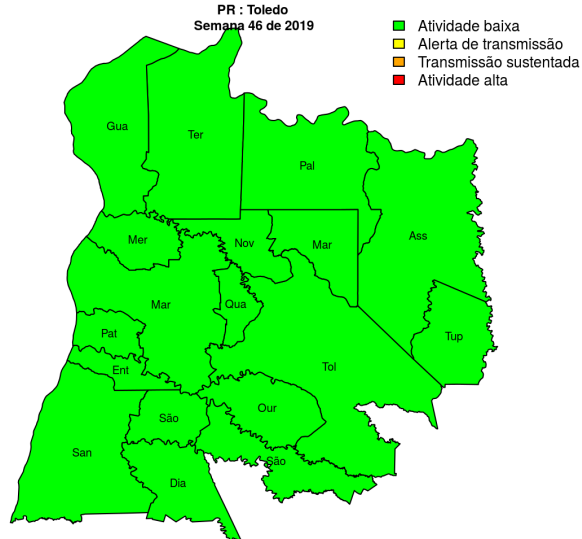 PR : Toledo
Semana 46 de 2019
Atividade baixa
Alerta de transmissão
Transmissão sustentada
Atividade alta
Gua
Ter
Pal
Mer
Nov
Mar
Ass
Mar
Qua
Pat
Tup
Ent
Tol
São
Our
San
São
Dia